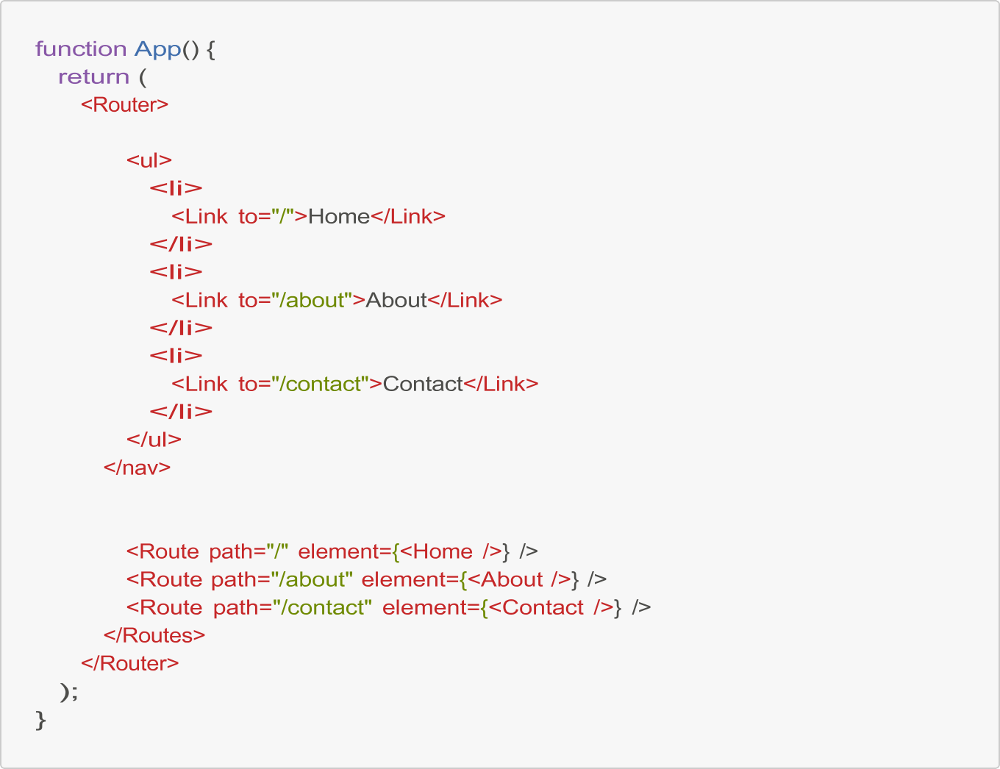 function App() {
return (
<Router>
<ul>
<li>
<Link to="/">Home</Link>
</li>
<li>
<Link to="/about">About</Link>
</li>
<li>
<Link to="/contact">Contact</Link>
</li>
</ul>
</nav>
<Route path="/" element={<Home />} />
<Route path="/about" element={<About />} />
<Route path="/contact" element={<Contact />} />
</Routes>
</Router>
);
}